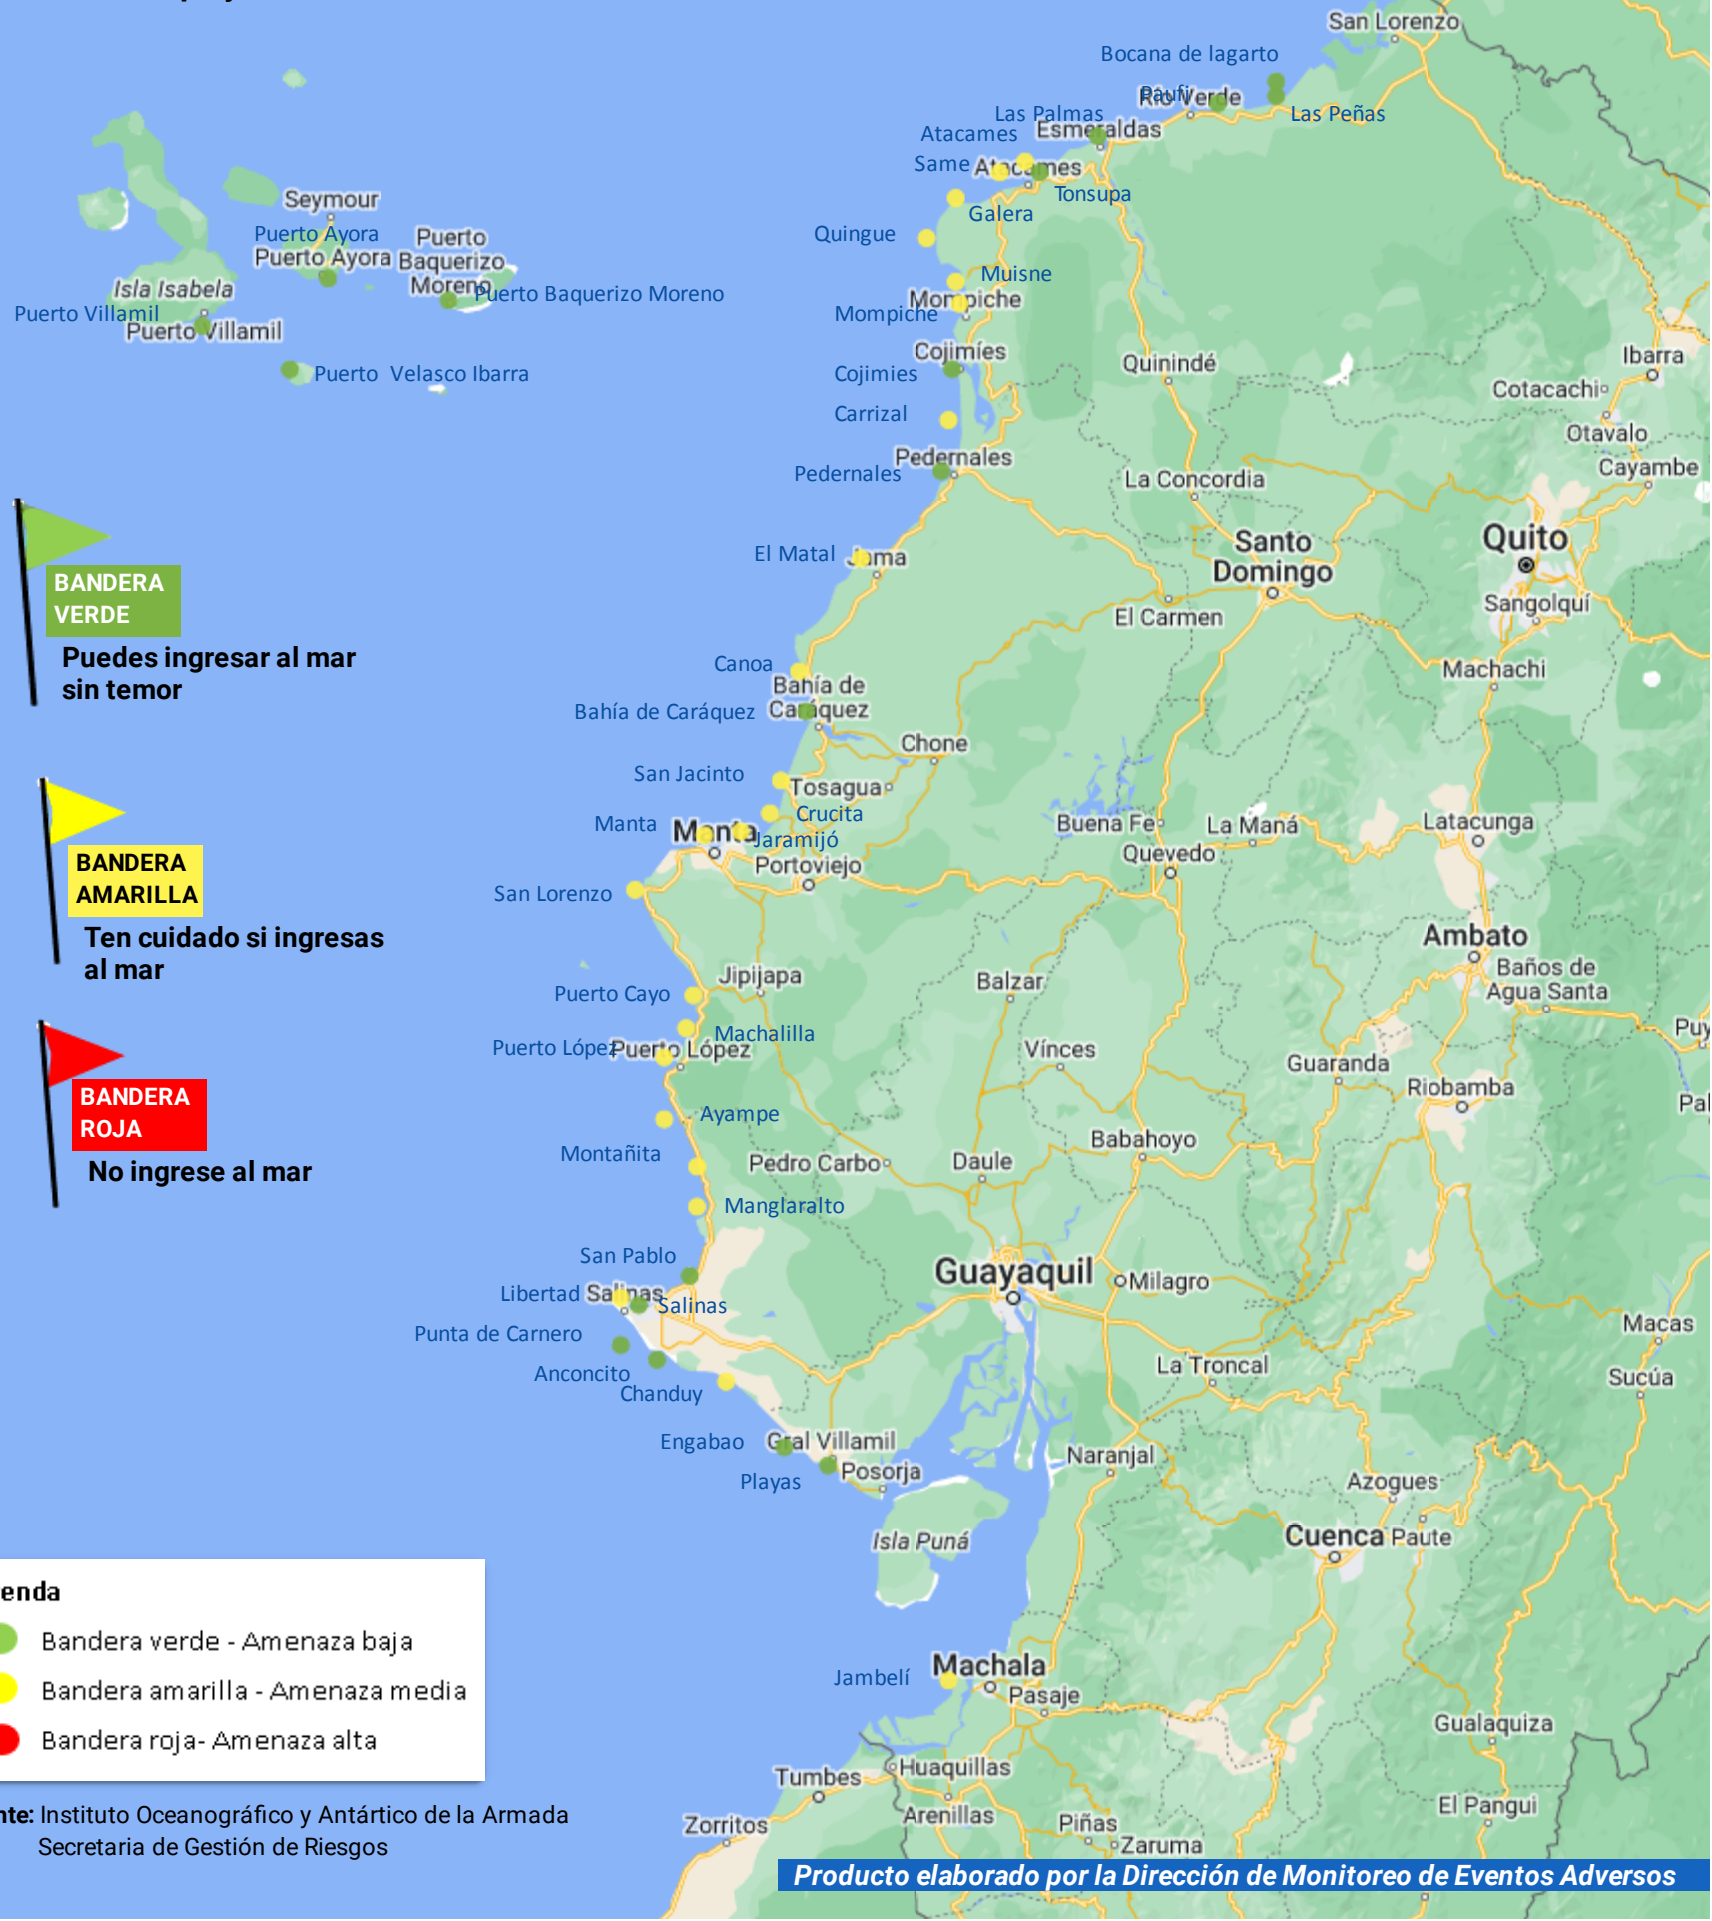 San Lorenzo
Bocana de lagarto
Río Verde
Las Peñas
Las Palmas
Esmeraldas
Atacames
Same
Atacames
Tonsupa
Galera
Quingue
Muisne
Mompiche
Mompiche
Cojimíes
Cojimies
Carrizal
Pedernales
Pedernales
Quinindé
Ibarra
Cotacachi
Otavalo
Cayambe
La Concordia
Seymour
Puerto Ayora
Puerto Ayora
Puerto
Baquerizo
Moreno
Puerto Baquerizo Moreno
Isla Isabela
Puerto Villamil
Puerto Villamil
Puerto Velasco Ibarra
BANDERA
VERDE
Puedes ingresar al mar
sin temor
BANDERA
AMARILLA
Ten cuidado si ingresas
al mar
BANDERA
ROJA
No ingrese al mar
El Matal
Jama
Santo
Domingo
Quito
Sangolquí
El Carmen
Machachi
Canoa
Bahía de
Caráquez
Bahía de Caráquez
Chone
San Jacinto
Tosagua
Crucita
Manta
Manta
Jaramijó
Portoviejo
Buena Fe
La Maná
Latacunga
Quevedo
San Lorenzo
Ambato
Baños de
Agua Santa
Jipijapa
Balzar
Puerto Cayo
Machalilla
Puerto López
Puerto López
Vínces
Guaranda
Puy
Riobamba
Pal
Ayampe
Montañita
Pedro Carbo
Daule
Babahoyo
Manglaralto
San Pablo
Guayaquil
Milagro
Libertad
Salinas
Salinas
Punta de Carnero
Anconcito
Chanduy
La Troncal
Macas
Sucúa
Engabao
Gral Villamil
Playas
Posorja
Naranjal
Azogues
Isla Puná
Cuenca
Paute
enda
Bandera verde - Amenaza baja
Bandera amarilla - Amenaza media
Bandera roja- Amenaza alta
Jambelí
Machala
Pasaje
Gualaquiza
Tumbes
Huaquillas
Zorritos
Arenillas
Piñas
Zaruma
El Pangui
nte: Instituto Oceanográfico y Antártico de la Armada
Secretaria de Gestión de Riesgos
Producto elaborado por la Dirección de Monitoreo de Eventos Adversos